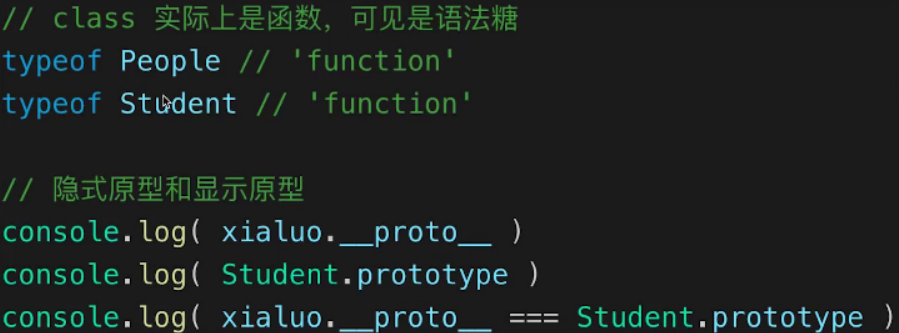 // class 实际上是函数，可见是语法糖
typeof People // 'function'
typeof Student // 'function'
// 隐式原型和显示原型
console.log( xialuo.__proto__ )
console.log( Student.prototype )
console.log( xialuo.__proto__ === Student.prototype )